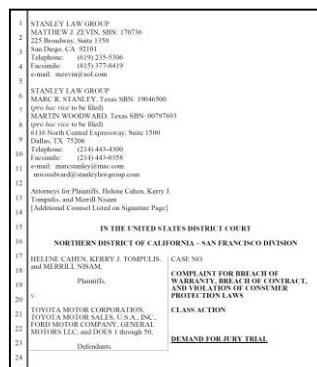 1 STANLEY LAW GROUP
2 MATTHEW J. ZEVIN, SBN: 170736
225 Broadway, Suite 1350
3 San Diego, CA 92101
Telephone: (619) 235-5306
4 Facsimile: (815) 377-8419
e-mail: mzevin@aol.com
5
6 STANLEY LAW GROUP
MARC R. STANLEY, Texas SBN: 19046500
7 (pro hac vice to be filed)
MARTIN WOODWARD, Texas SBN: 00797693
8 (pro hac vice to be filed)
6116 North Central Expressway, Suite 1500
9 Dallas, TX 75206
10 Telephone: (214) 443-4300
Facsimile: (214) 443-0358
11 e-mail: marcstanley@mac.com
mwoodward@stanleylawgroup.com
12
13 Attorneys for Plaintiffs, Helene Cahen, Kerry J.
Tompulis, and Merrill Nisam
14 [Additional Counsel Listed on Signature Page]
15 IN THE UNITED STATES DISTRICT COURT
16 NORTHERN DISTRICT OF CALIFORNIA – SAN FRANCISCO DIVISION
17 HELENE CAHEN, KERRY J. TOMPULIS, and MERRILL NISAM, CASE NO.
18 COMPLAINT FOR BREACH OF
19 Plaintiffs, WARRANTY, BREACH OF CONTRACT,
AND VIOLATION OF CONSUMER
20 v. PROTECTION LAWS
21 TOYOTA MOTOR CORPORATION, CLASS ACTION
TOYOTA MOTOR SALES, U.S.A., INC.,
22 FORD MOTOR COMPANY, GENERAL
MOTORS LLC, and DOES 1 through 50,
23 DEMAND FOR JURY TRIAL
Defendants.
24